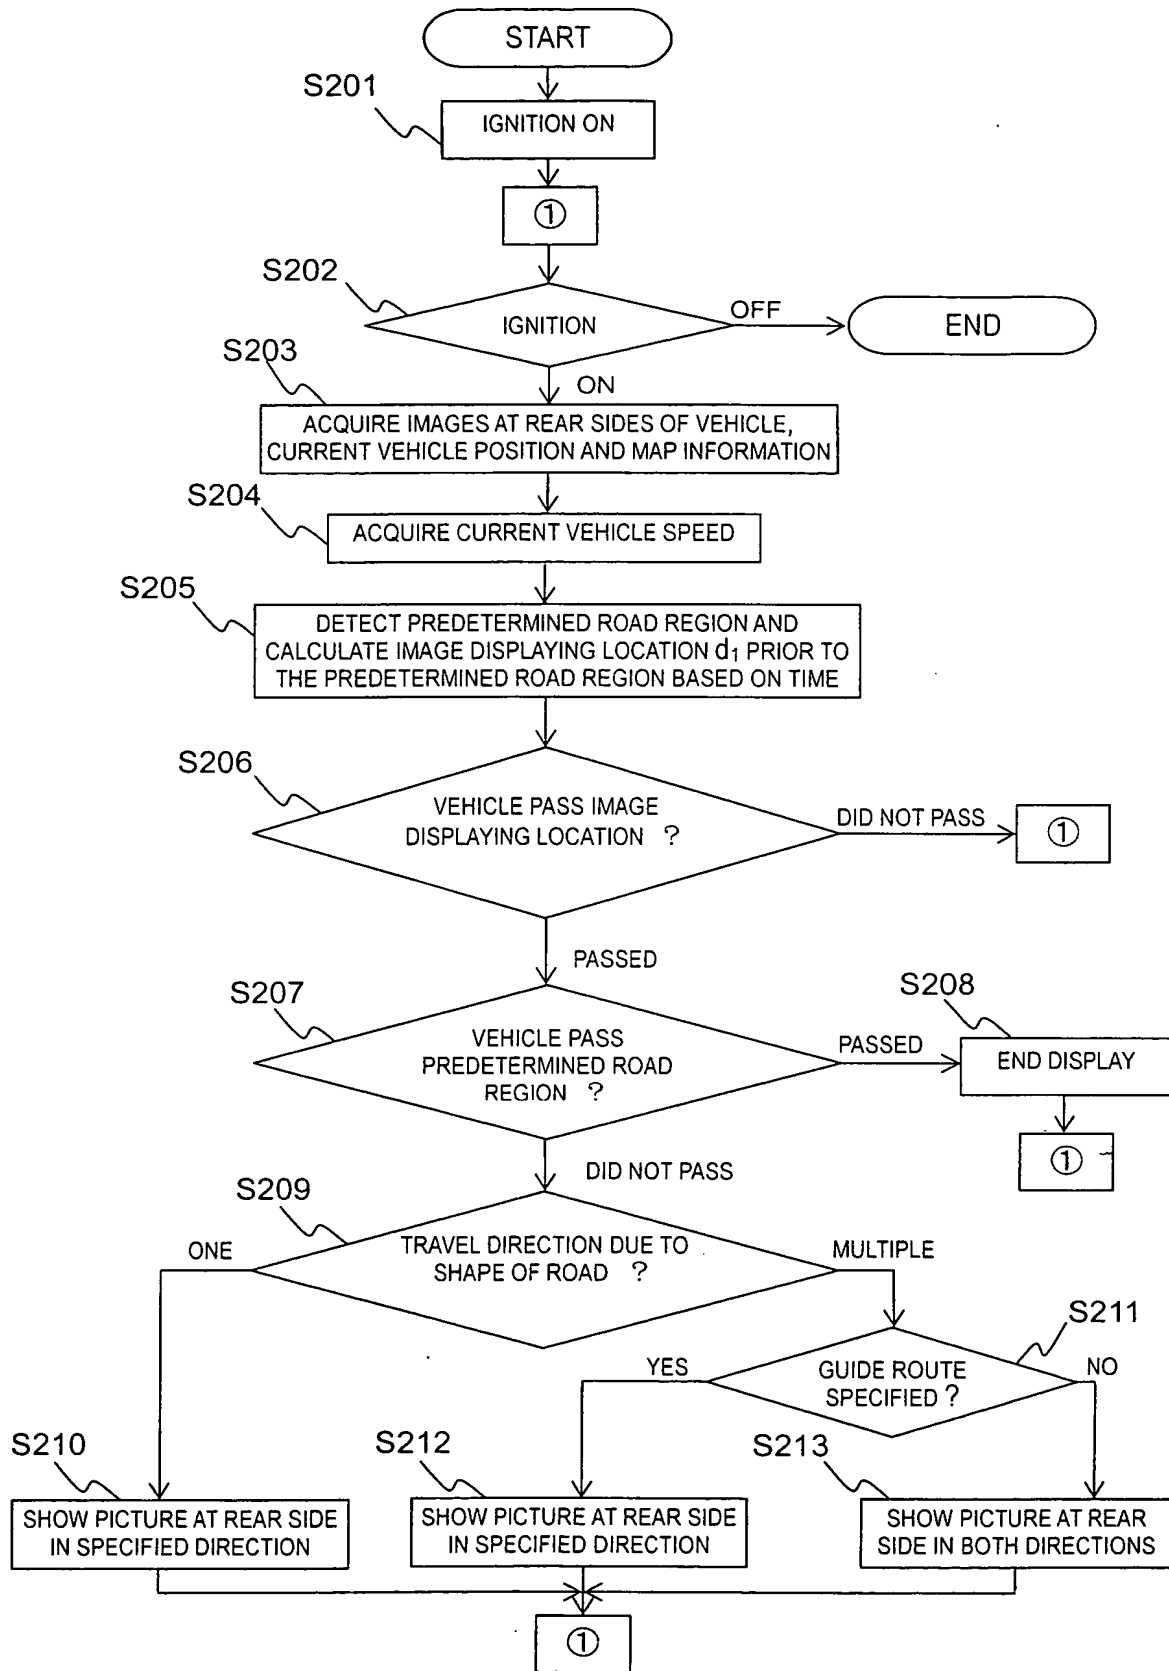 START
S201
IGNITION ON
①
S202
IGNITION
OFF
END
S203
ON
ACQUIRE IMAGES AT REAR SIDES OF VEHICLE,
CURRENT VEHICLE POSITION AND MAP INFORMATION
S204
ACQUIRE CURRENT VEHICLE SPEED
S205
DETECT PREDETERMINED ROAD REGION AND
CALCULATE IMAGE DISPLAYING LOCATION d₁ PRIOR TO
THE PREDETERMINED ROAD REGION BASED ON TIME
S206
VEHICLE PASS IMAGE
DISPLAYING LOCATION ?
DID NOT PASS
①
PASSED
S207
VEHICLE PASS
PREDETERMINED ROAD
REGION ?
PASSED
S208
END DISPLAY
①
DID NOT PASS
S209
TRAVEL DIRECTION DUE TO
SHAPE OF ROAD ?
ONE
MULTIPLE
S211
GUIDE ROUTE
SPECIFIED ?
YES
NO
S210
SHOW PICTURE AT REAR SIDE
IN SPECIFIED DIRECTION
S212
SHOW PICTURE AT REAR SIDE
IN SPECIFIED DIRECTION
S213
SHOW PICTURE AT REAR
SIDE IN BOTH DIRECTIONS
①